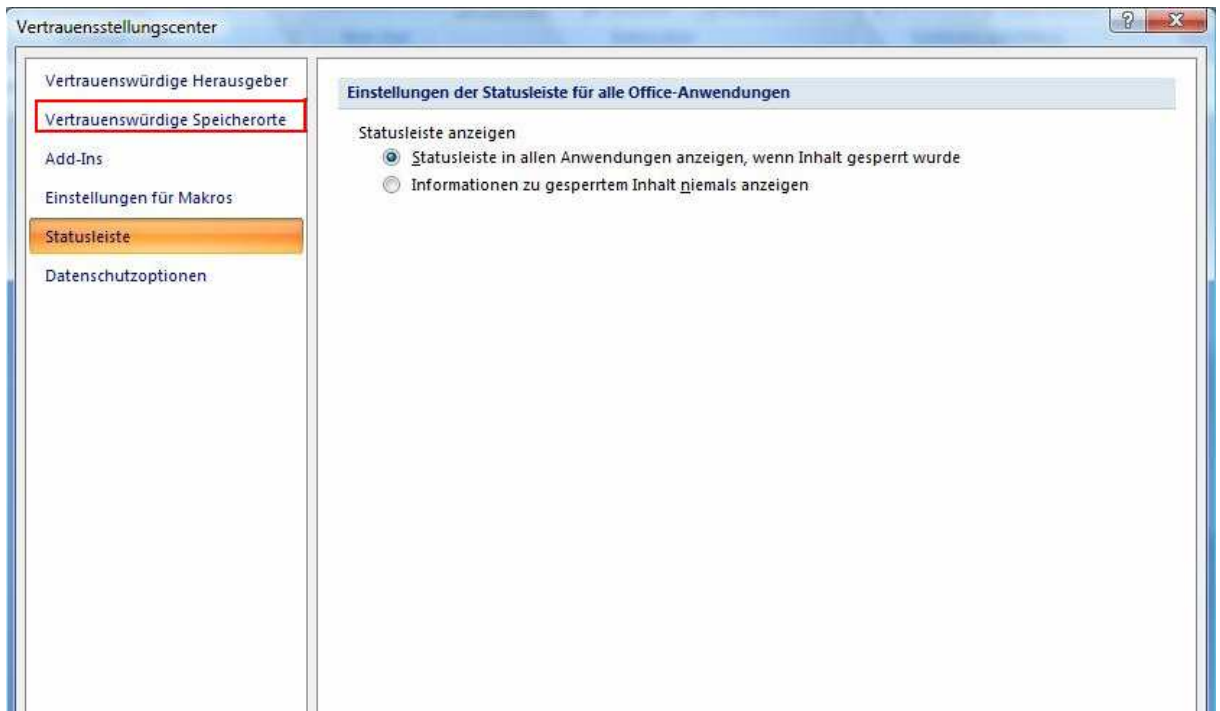 Vertrauensstellungscenter
Vertrauenswürdige Herausgeber
Vertrauenswürdige Speicherorte
Add-Ins
Einstellungen für Makros
Statusleiste
Datenschutzoptionen
Einstellungen der Statusleiste für alle Office-Anwendungen
Statusleiste anzeigen
Statusleiste in allen Anwendungen anzeigen, wenn Inhalt gesperrt wurde
Informationen zu gesperrtem Inhalt niemals anzeigen